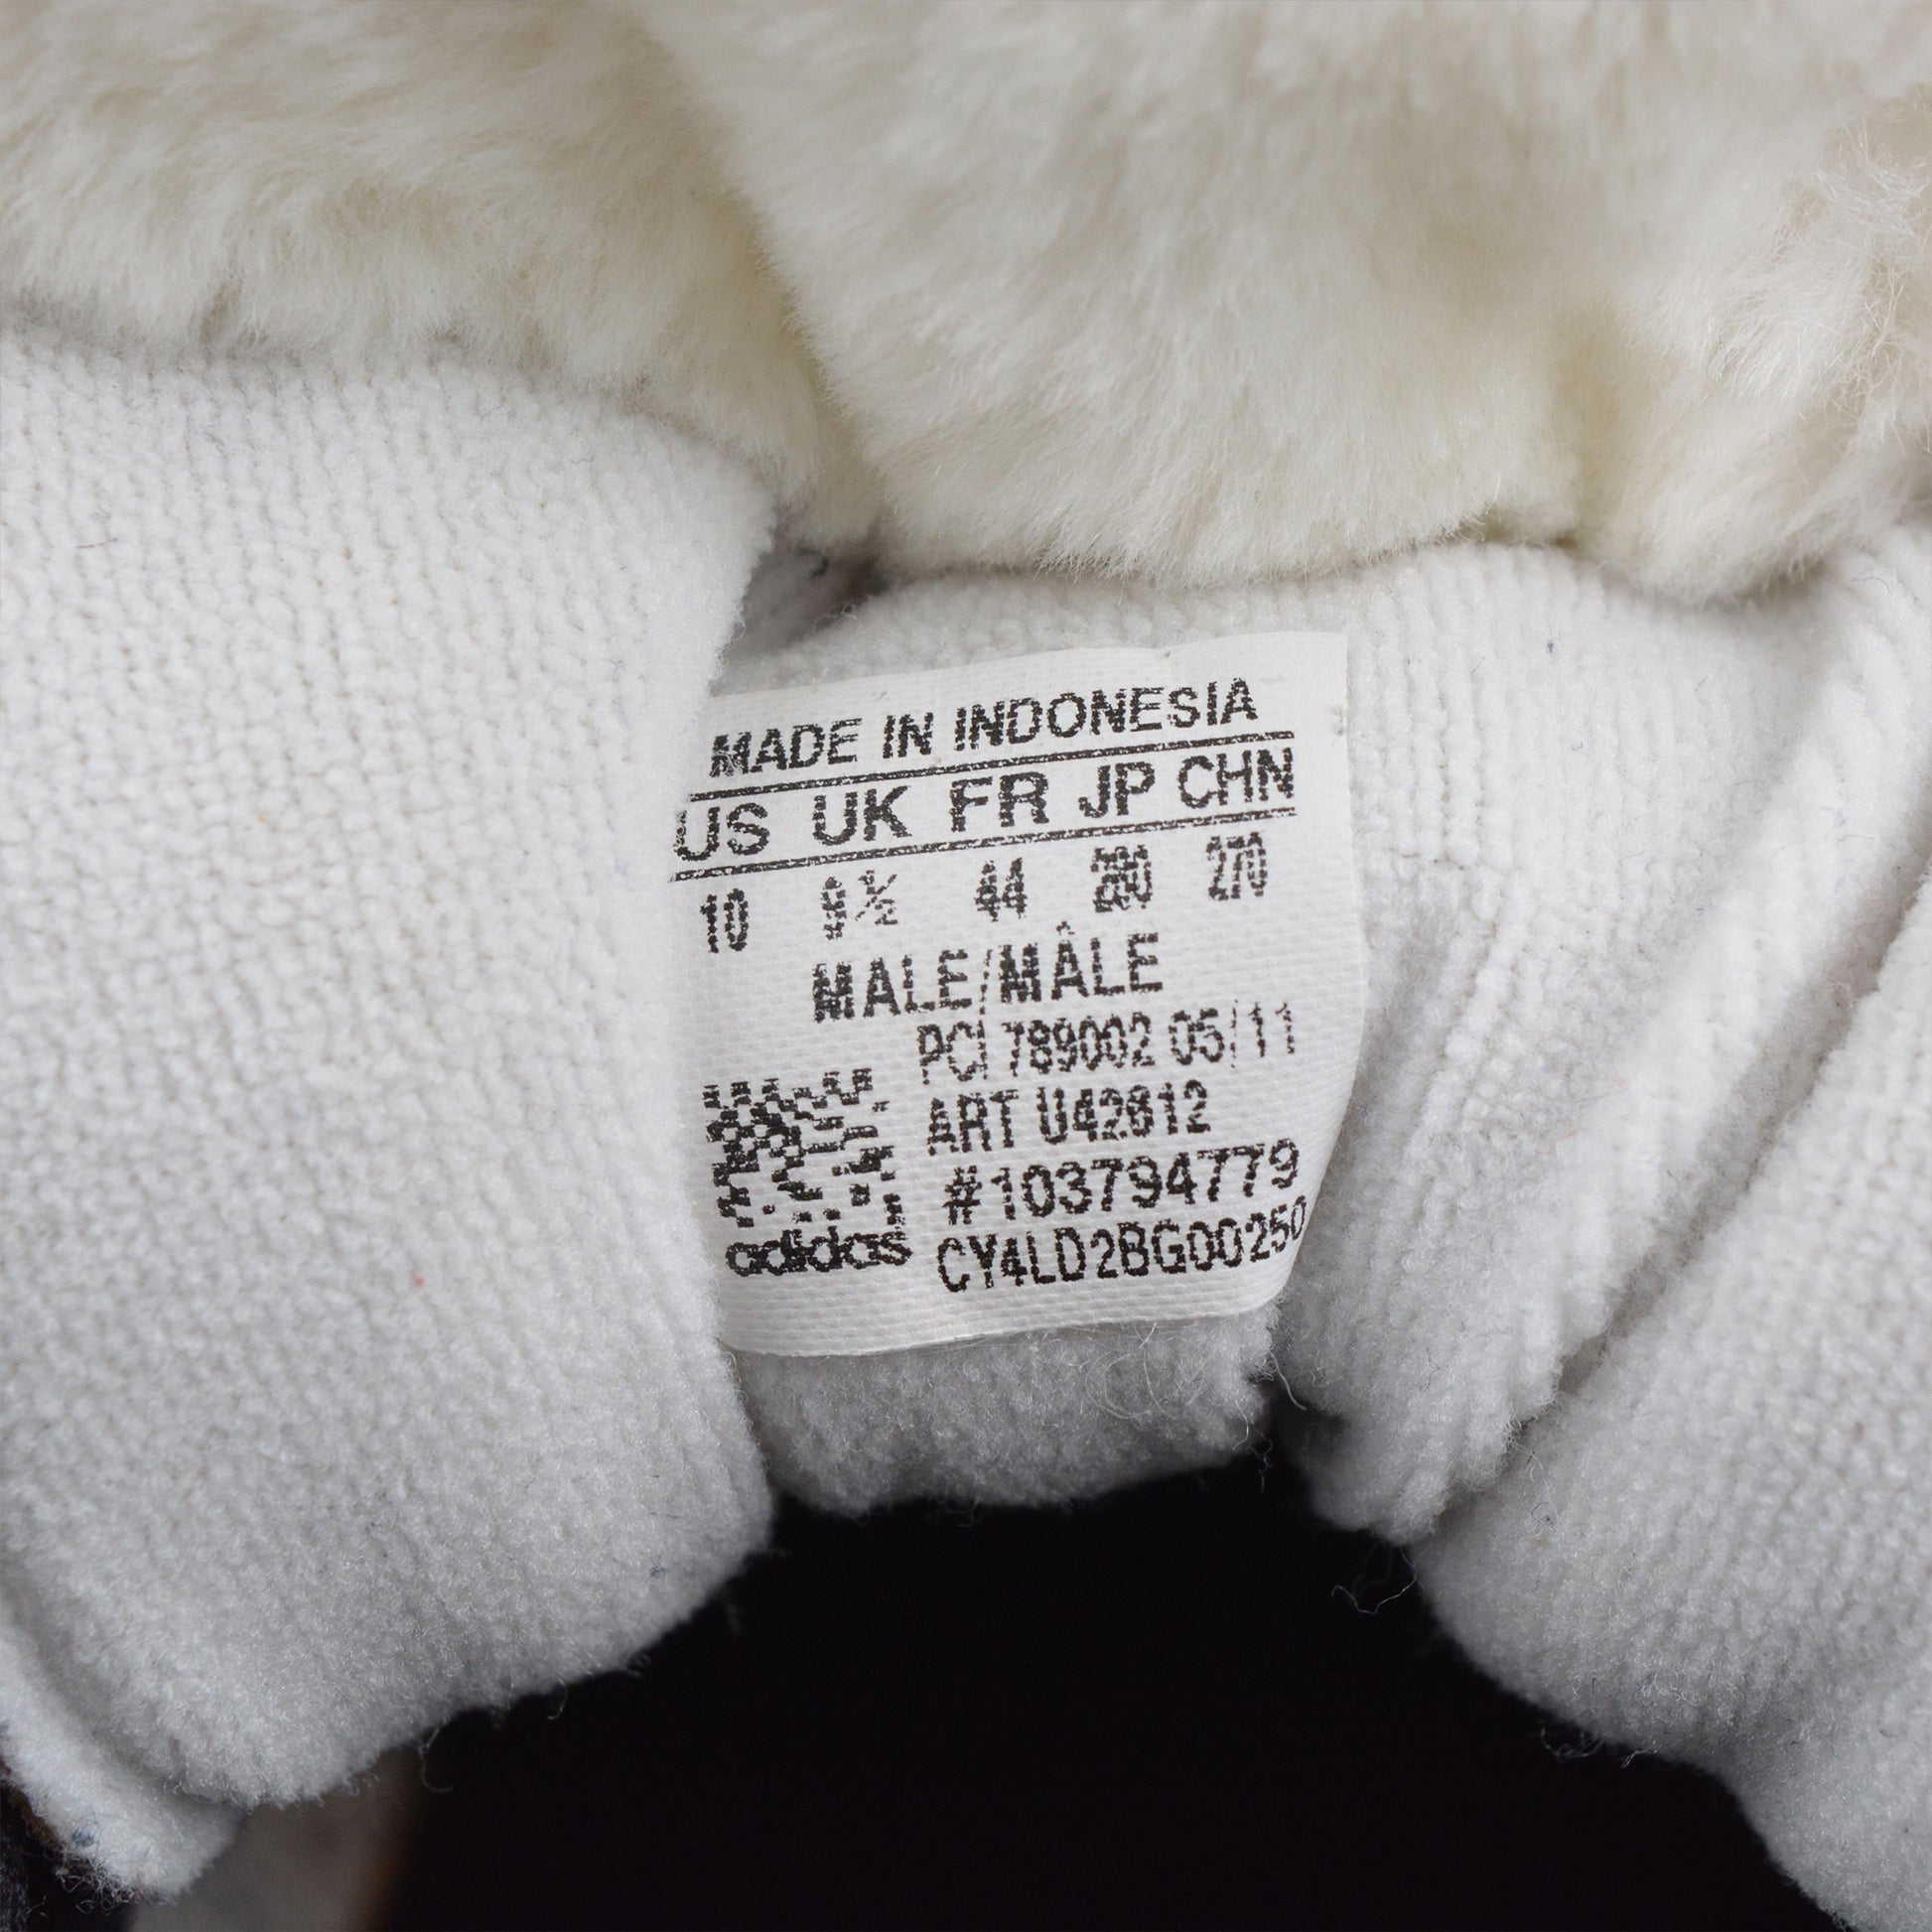 MADE IN INDONESIA
US UK FR JP CHN
10 9½ 44 280 270
MALE/MÂLE
PCI 789002 05/11
ART U42612
#103794779
CY4LD2BG00250
adidas